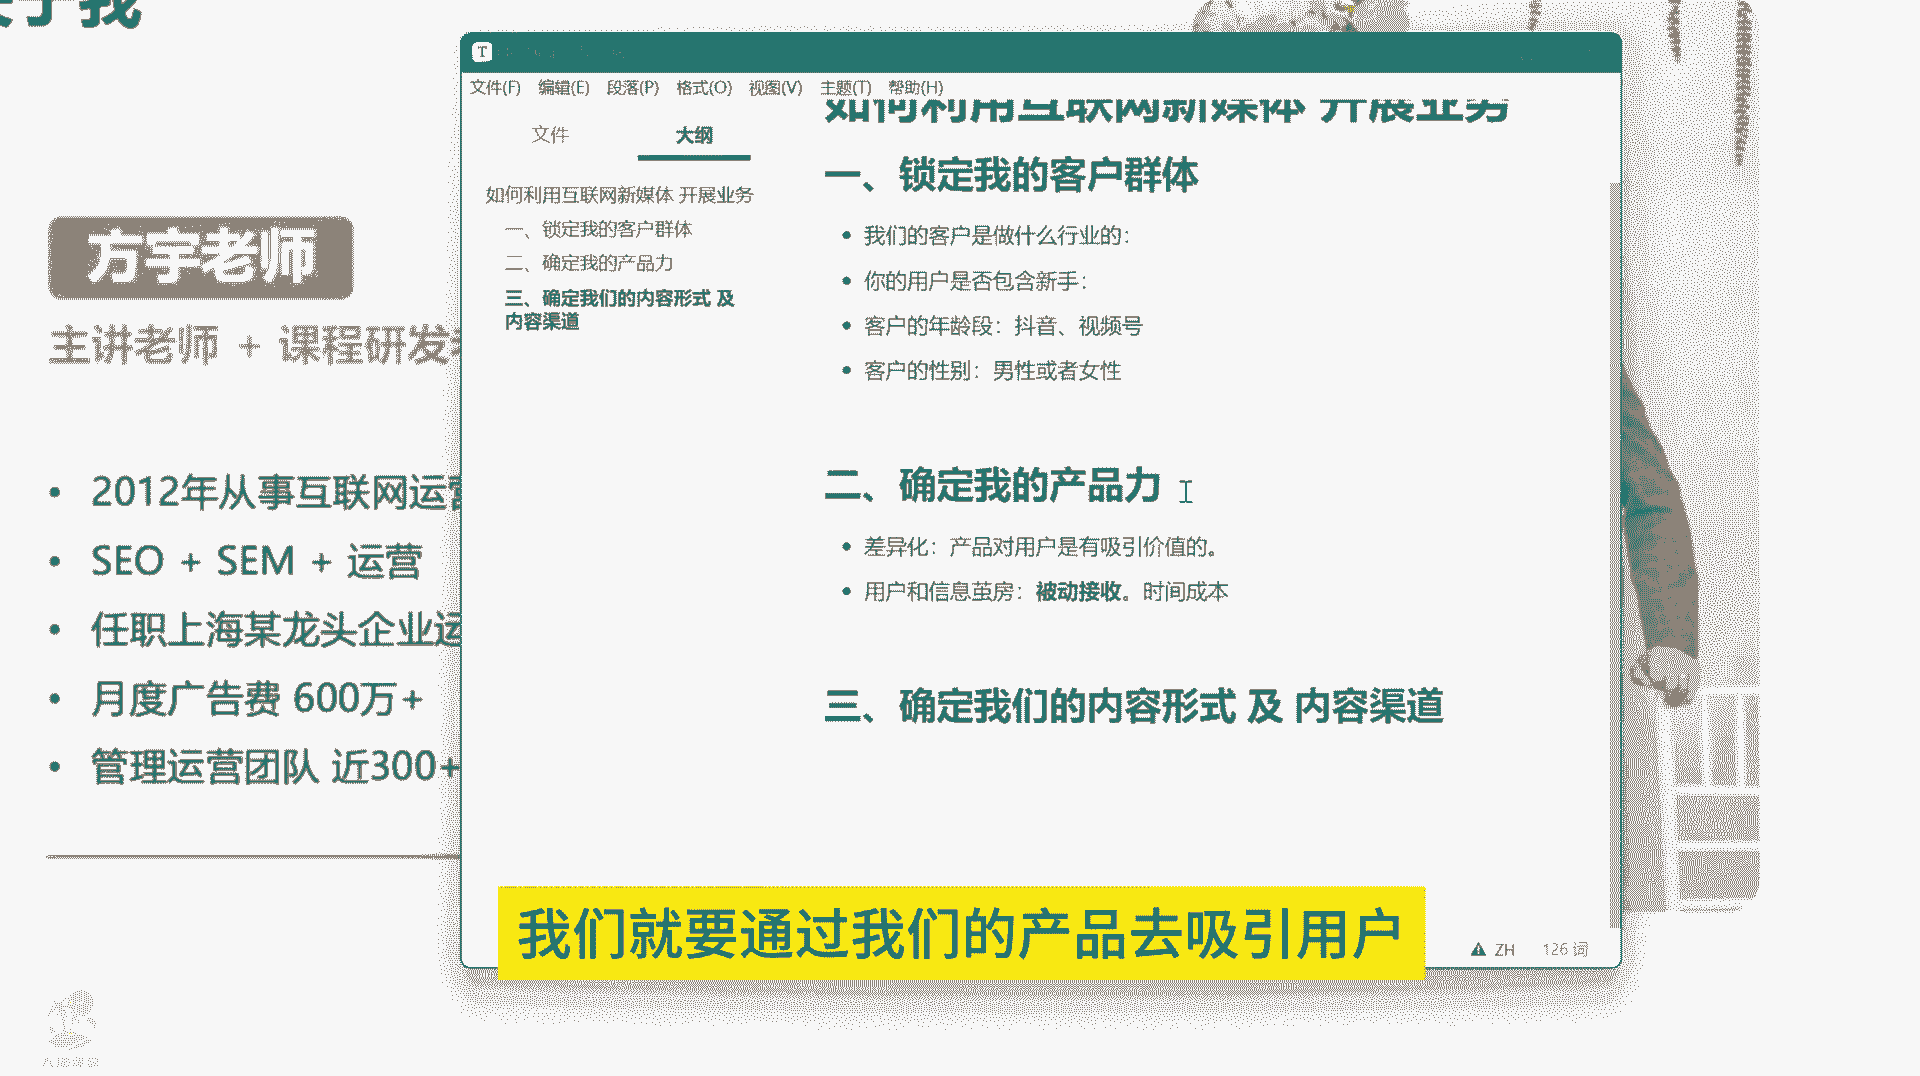 于我
方宇老师
主讲老师 + 课程研发
2012年从事互联网运营
SEO + SEM + 运营
任职上海某龙头企业运
月度广告费 600万+
管理运营团队 近300+
T
文件(F) 编辑(E) 段落(P) 格式(O) 视图(V) 主题(T) 帮助(H)
文件 大纲
如何利用互联网新媒体 开展业务
一、锁定我的客户群体
二、确定我的产品力
三、确定我们的内容形式 及
内容渠道
如何利用互联网新媒体 开展业务
一、锁定我的客户群体
我们的客户是做什么行业的：
你的用户是否包含新手：
客户的年龄段：抖音、视频号
客户的性别：男性或者女性
二、确定我的产品力
差异化：产品对用户是有吸引价值的。
用户和信息茧房：被动接收。时间成本
三、确定我们的内容形式 及 内容渠道
我们就要通过我们的产品去吸引用户
ZH 126 词